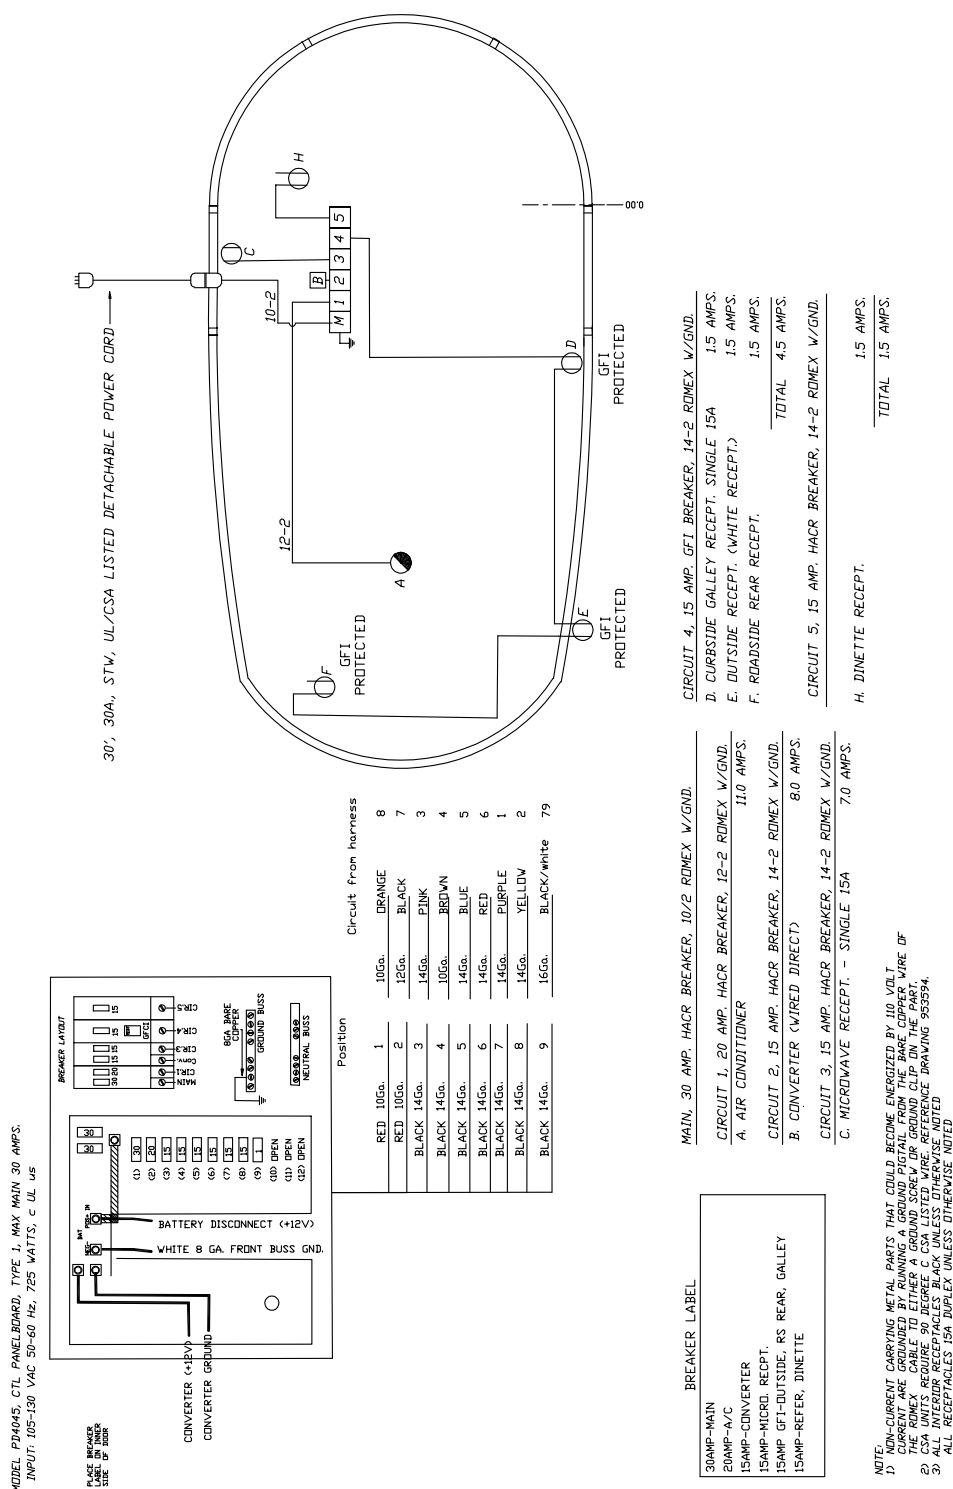 MODEL PD4045, CTL PANELBOARD, TYPE 1, MAX MAIN 30 AMPS.
INPUT: 105-130 VAC 50-60 Hz, 725 WATTS, c UL us
PLACE BREAKER
LABEL ON INNER
SIDE OF DOOR
BREAKER LAYOUT
30 20 15 15 15 15
GFCI
MAIN
CIR.1
Conv.
CIR.3
CIR.4
CIR.5
8GA BARE
COPPER
GROUND BUSS
NEUTRAL BUSS
30
30
BAT
NEG-
POS+ IN
(1) 30
(2) 20
(3) 15
(4) 15
(5) 15
(6) 15
(7) 15
(8) 15
(9) 1
(10) OPEN
(11) OPEN
(12) OPEN
BATTERY DISCONNECT (+12V)
WHITE 8 GA. FRONT BUSS GND.
CONVERTER (+12V)
CONVERTER GROUND
Position
Circuit from harness
RED 10Ga. 1 10Ga. ORANGE 8
RED 10Ga. 2 12Ga. BLACK 7
BLACK 14Ga. 3 14Ga. PINK 3
BLACK 14Ga. 4 10Ga. BROWN 4
BLACK 14Ga. 5 14Ga. BLUE 5
BLACK 14Ga. 6 14Ga. RED 6
BLACK 14Ga. 7 14Ga. PURPLE 1
BLACK 14Ga. 8 14Ga. YELLOW 2
BLACK 14Ga. 9 16Ga. BLACK/white 79
30', 30A., STW, UL/CSA LISTED DETACHABLE POWER CORD
10-2
12-2
M 1 2 3 4 5
B
C
H
A
D
GFI
PROTECTED
E
GFI
PROTECTED
F
GFI
PROTECTED
0.00
BREAKER LABEL
30AMP-MAIN
20AMP-A/C
15AMP-CONVERTER
15AMP-MICRO. RECPT.
15AMP GFI-OUTSIDE, RS REAR, GALLEY
15AMP-REFER, DINETTE
MAIN, 30 AMP. HACR BREAKER, 10/2 ROMEX W/GND.
CIRCUIT 1, 20 AMP. HACR BREAKER, 12-2 ROMEX W/GND.
A. AIR CONDITIONER 11.0 AMPS.
CIRCUIT 2, 15 AMP. HACR BREAKER, 14-2 ROMEX W/GND.
B. CONVERTER (WIRED DIRECT) 8.0 AMPS.
CIRCUIT 3, 15 AMP. HACR BREAKER, 14-2 ROMEX W/GND.
C. MICROWAVE RECEPT. - SINGLE 15A 7.0 AMPS.
CIRCUIT 4, 15 AMP. GFI BREAKER, 14-2 ROMEX W/GND.
D. CURBSIDE GALLEY RECEPT. SINGLE 15A 1.5 AMPS.
E. OUTSIDE RECEPT. (WHITE RECEPT.) 1.5 AMPS.
F. ROADSIDE REAR RECEPT. 1.5 AMPS.
TOTAL 4.5 AMPS.
CIRCUIT 5, 15 AMP. HACR BREAKER, 14-2 ROMEX W/GND.
H. DINETTE RECEPT. 1.5 AMPS.
TOTAL 1.5 AMPS.
NOTE:
1) NON-CURRENT CARRYING METAL PARTS THAT COULD BECOME ENERGIZED BY 110 VOLT
CURRENT ARE GROUNDED BY RUNNING A GROUND PIGTAIL FROM THE BARE COPPER WIRE OF
THE ROMEX CABLE TO EITHER A GROUND SCREW OR GROUND CLIP ON THE PART.
2) CSA UNITS REQUIRE 90 DEGREE C CSA LISTED WIRE. REFERENCE DRAWING 953594.
3) ALL INTERIOR RECEPTACLES BLACK UNLESS OTHERWISE NOTED
ALL RECEPTACLES 15A DUPLEX UNLESS OTHERWISE NOTED